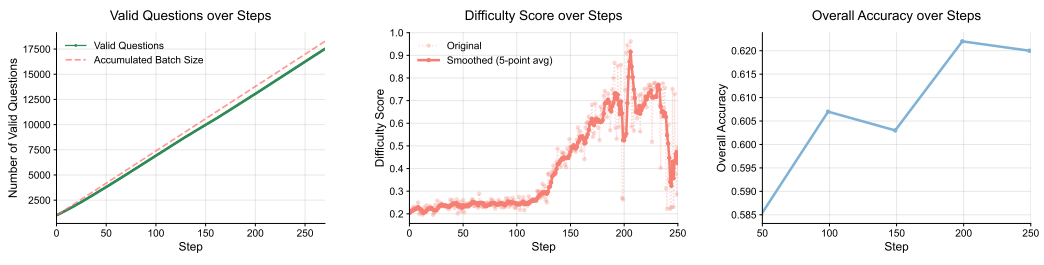 Valid Questions over Steps
Valid Questions
Accumulated Batch Size
Number of Valid Questions
17500
15000
12500
10000
7500
5000
2500
0 50 100 150 200 250
Step
Difficulty Score over Steps
Original
Smoothed (5-point avg)
Difficulty Score
1.0
0.9
0.8
0.7
0.6
0.5
0.4
0.3
0.2
0 50 100 150 200 250
Step
Overall Accuracy over Steps
Overall Accuracy
0.620
0.615
0.610
0.605
0.600
0.595
0.590
0.585
50 100 150 200 250
Step